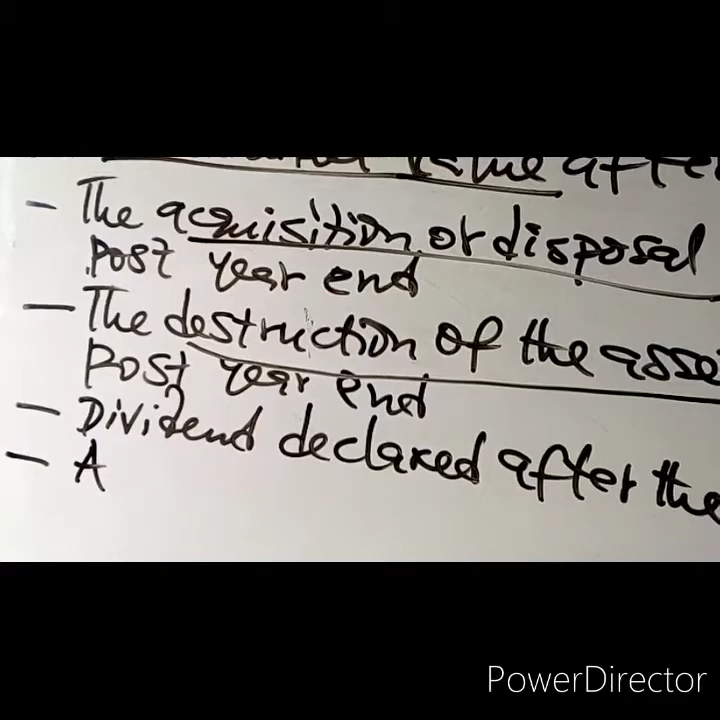 after
- The acquisition or disposal
post year end
- The destruction of the asse
post year end
- Dividend declared after the
- A
PowerDirector